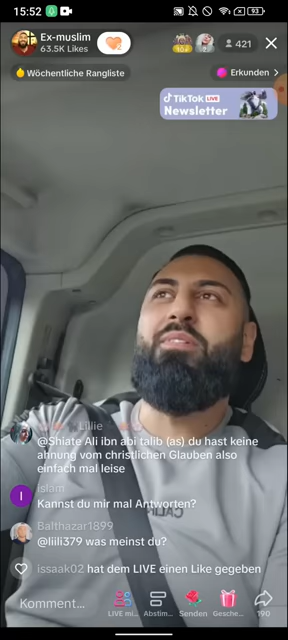 15:52
93
Ex-muslim
63.5K Likes
421
Wöchentliche Rangliste
Erkunden
TikTok LIVE
Newsletter
Lillie
@Shiate Ali ibn abi talib (as) du hast keine
ahnung vom christlichen Glauben also
einfach mal leise
I
islam
Kannst du mir mal Antworten?
Balthazar1899
@liili379 was meinst du?
issaak02 hat dem LIVE einen Like gegeben
Komment...
LIVE mi...
Abstim...
Senden
Gesche...
190